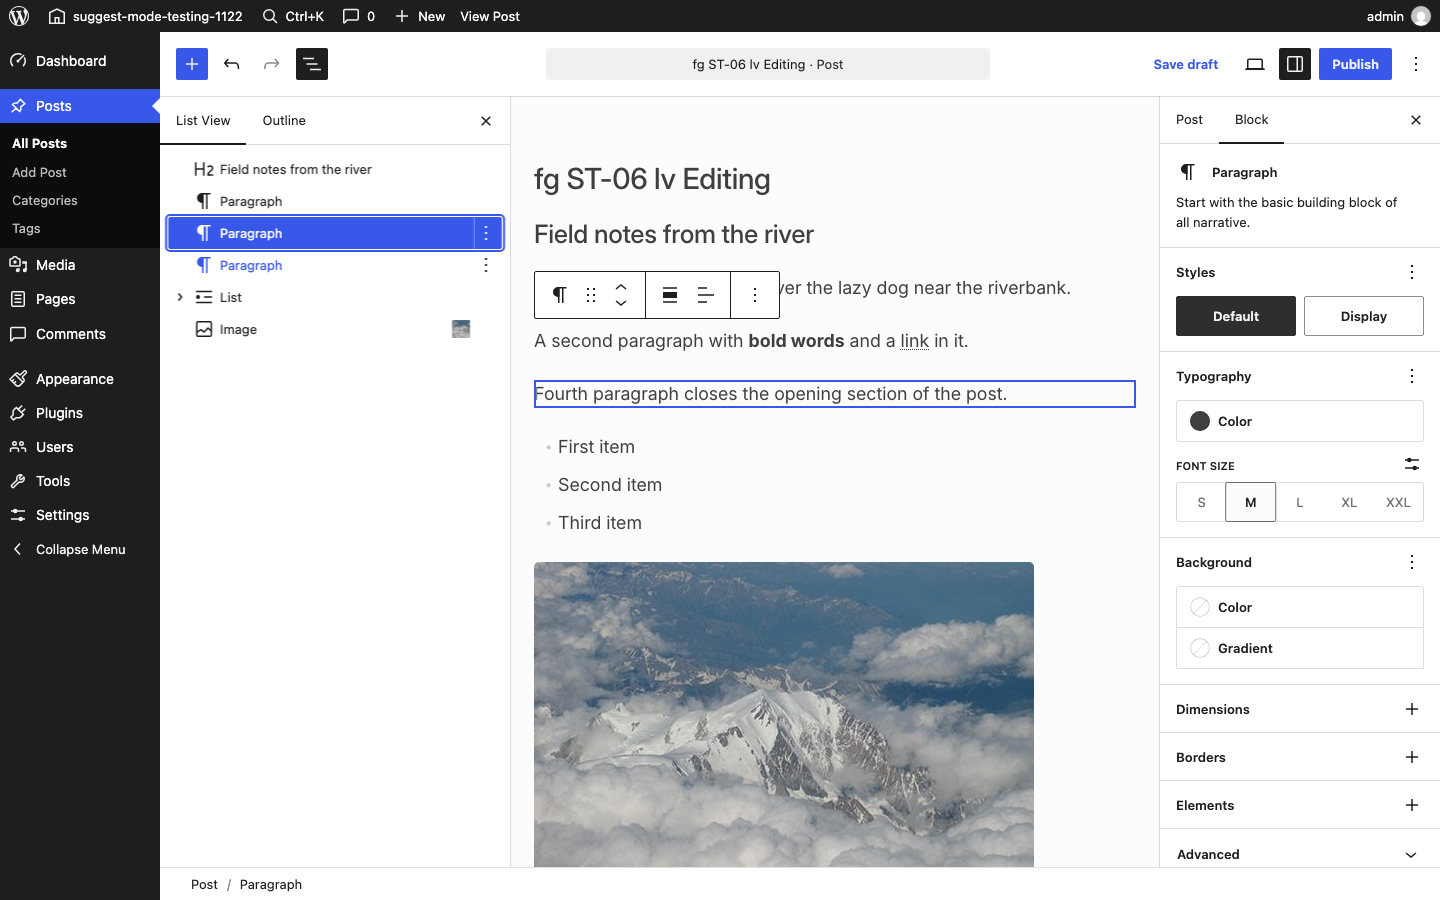 suggest-mode-testing-1122 Ctrl+K 0 New View Post admin
Dashboard
Posts
All Posts
Add Post
Categories
Tags
Media
Pages
Comments
Appearance
Plugins
Users
Tools
Settings
Collapse Menu
fg ST-06 lv Editing · Post
Save draft
Publish
List View Outline
H2 Field notes from the river
Paragraph
Paragraph
Paragraph
List
Image
fg ST-06 lv Editing
Field notes from the river
ver the lazy dog near the riverbank.
A second paragraph with bold words and a link in it.
Fourth paragraph closes the opening section of the post.
• First item
• Second item
• Third item
Post Block
Paragraph
Start with the basic building block of
all narrative.
Styles
Default Display
Typography
Color
FONT SIZE
S M L XL XXL
Background
Color
Gradient
Dimensions
Borders
Elements
Advanced
Post / Paragraph